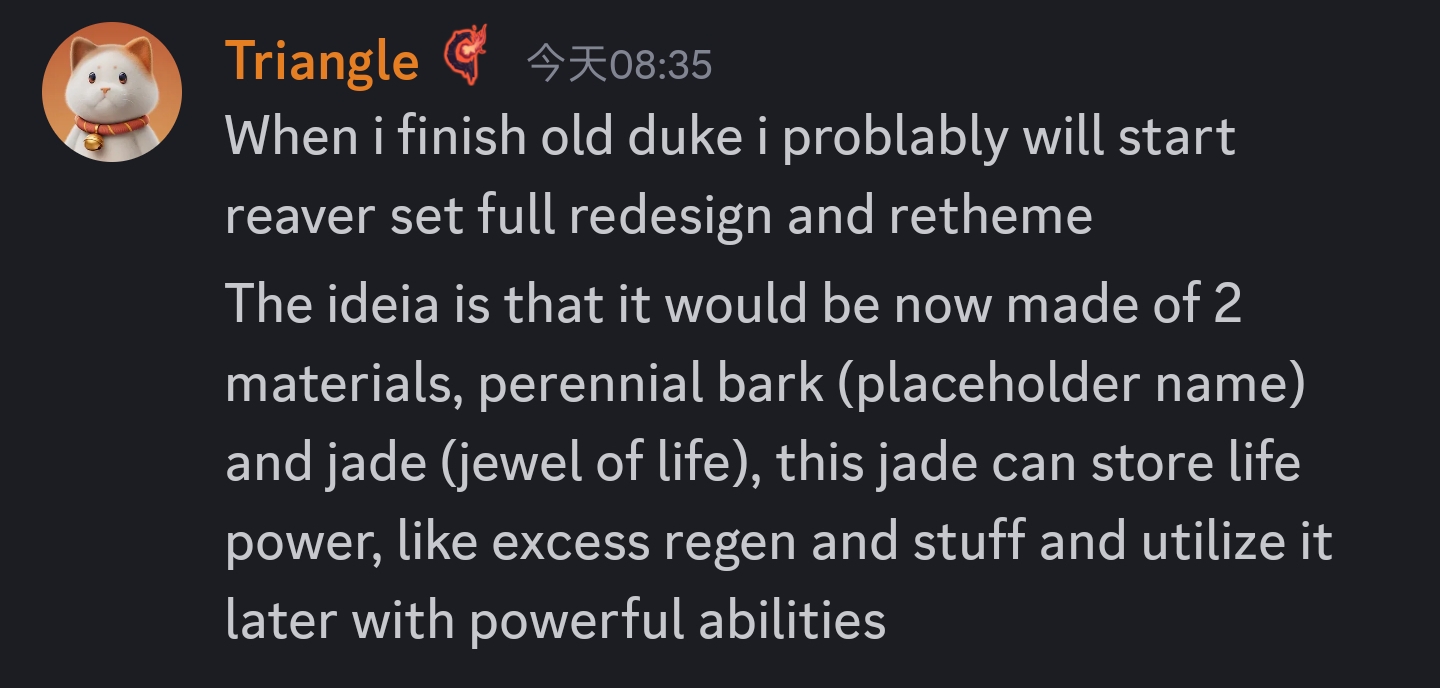 Triangle 今天08:35
When i finish old duke i problably will start
reaver set full redesign and retheme
The ideia is that it would be now made of 2
materials, perennial bark (placeholder name)
and jade (jewel of life), this jade can store life
power, like excess regen and stuff and utilize it
later with powerful abilities